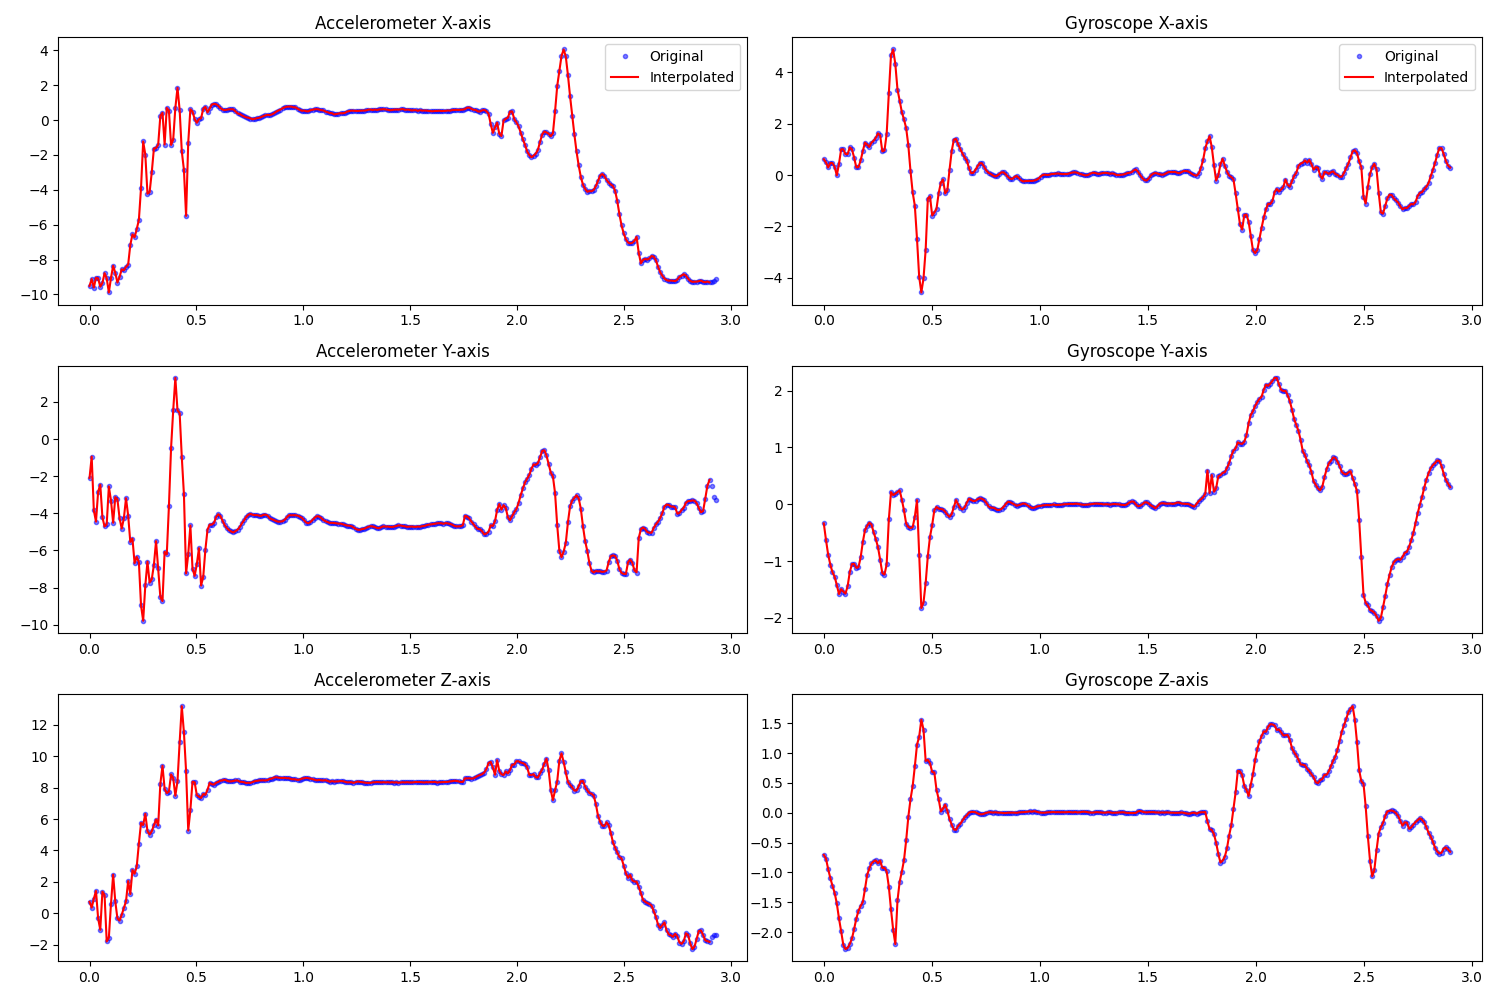 Accelerometer X-axis
4
2
0
−2
−4
−6
−8
−10
0.0 0.5 1.0 1.5 2.0 2.5 3.0
Original
Interpolated
Gyroscope X-axis
4
2
0
−2
−4
0.0 0.5 1.0 1.5 2.0 2.5 3.0
Original
Interpolated
Accelerometer Y-axis
2
0
−2
−4
−6
−8
−10
0.0 0.5 1.0 1.5 2.0 2.5 3.0
Gyroscope Y-axis
2
1
0
−1
−2
0.0 0.5 1.0 1.5 2.0 2.5 3.0
Accelerometer Z-axis
12
10
8
6
4
2
0
−2
0.0 0.5 1.0 1.5 2.0 2.5 3.0
Gyroscope Z-axis
1.5
1.0
0.5
0.0
−0.5
−1.0
−1.5
−2.0
0.0 0.5 1.0 1.5 2.0 2.5 3.0